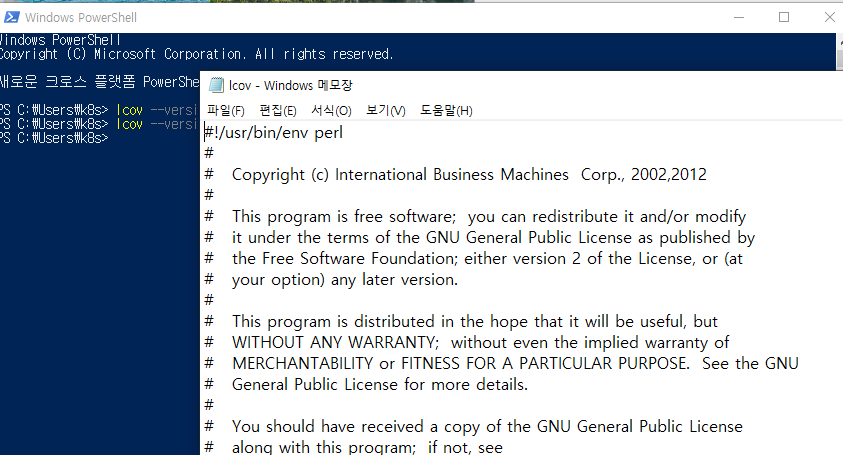 Windows PowerShell
Windows PowerShell
Copyright (C) Microsoft Corporation. All rights reserved.
새로운 크로스 플랫폼
PS C:\Users\k8s> lcov
PS C:\Users\k8s> lcov
PS C:\Users\k8s>
lcov - Windows 메모장
파일(F) 편집(E) 서식(O) 보기(V) 도움말(H)
#!/usr/bin/env perl
#
# Copyright (c) International Business Machines Corp., 2002,2012
#
# This program is free software; you can redistribute it and/or modify
# it under the terms of the GNU General Public License as published by
# the Free Software Foundation; either version 2 of the License, or (at
# your option) any later version.
#
# This program is distributed in the hope that it will be useful, but
# WITHOUT ANY WARRANTY; without even the implied warranty of
# MERCHANTABILITY or FITNESS FOR A PARTICULAR PURPOSE. See the GNU
# General Public License for more details.
#
# You should have received a copy of the GNU General Public License
# along with this program; if not, see